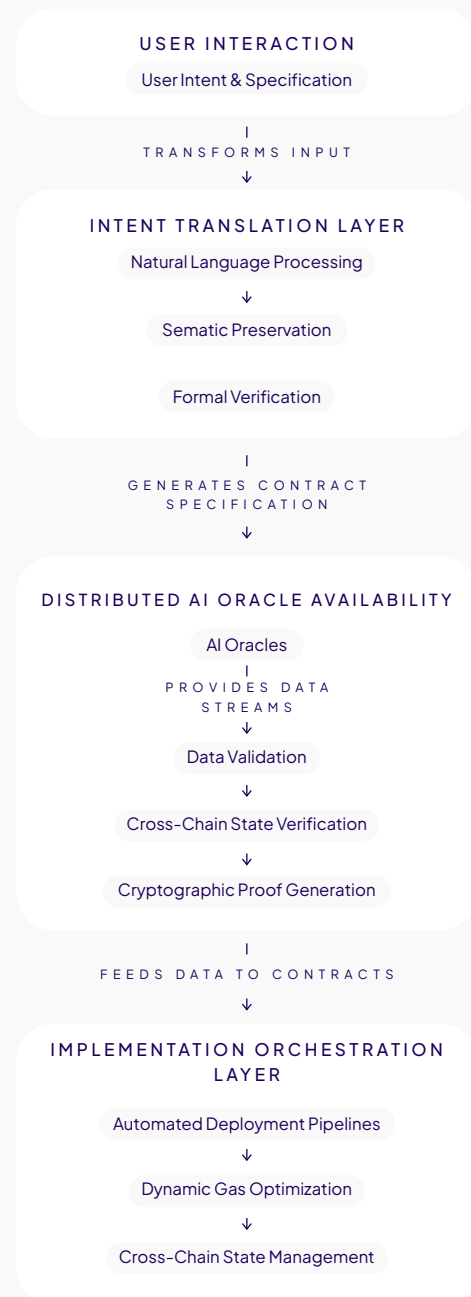 USER INTERACTION
User Intent & Specification
TRANSFORMS INPUT
INTENT TRANSLATION LAYER
Natural Language Processing
Sematic Preservation
Formal Verification
GENERATES CONTRACT
SPECIFICATION
DISTRIBUTED AI ORACLE AVAILABILITY
AI Oracles
PROVIDES DATA
STREAMS
Data Validation
Cross-Chain State Verification
Cryptographic Proof Generation
FEEDS DATA TO CONTRACTS
IMPLEMENTATION ORCHESTRATION
LAYER
Automated Deployment Pipelines
Dynamic Gas Optimization
Cross-Chain State Management